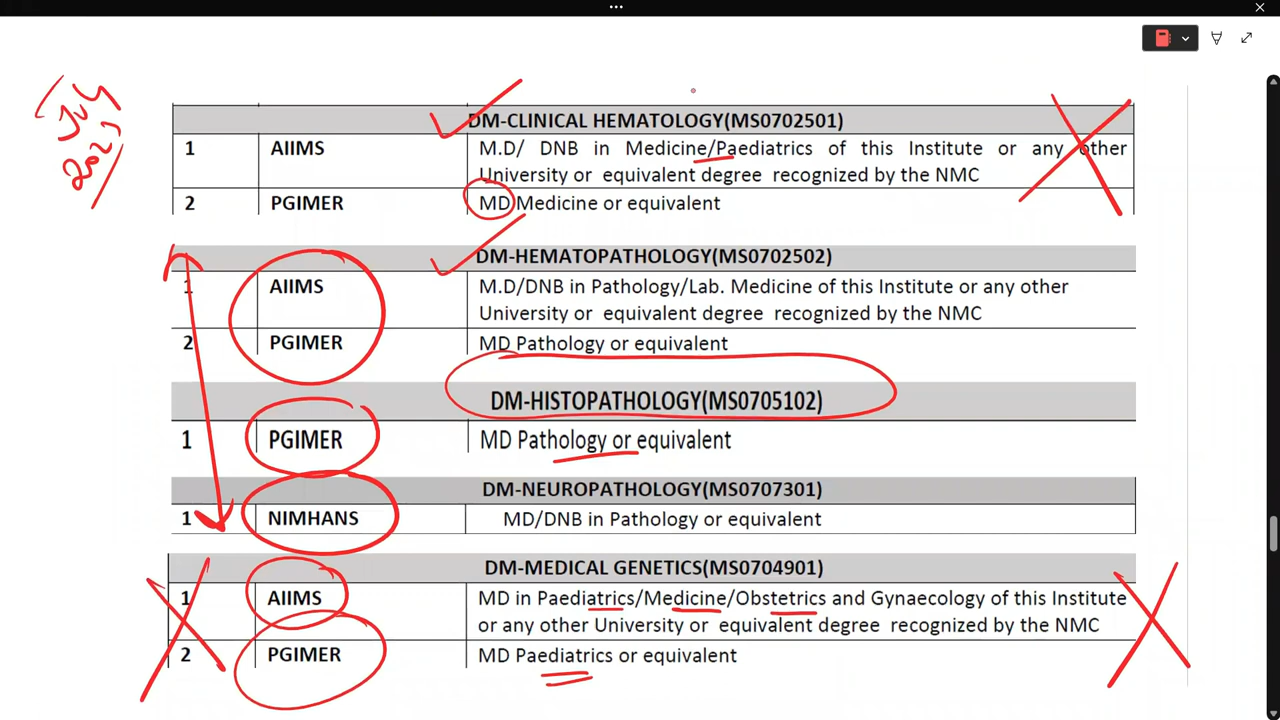 (July
2023
DM-CLINICAL HEMATOLOGY(MS0702501)
1 AIIMS M.D/ DNB in Medicine/Paediatrics of this Institute or any other
University or equivalent degree recognized by the NMC
2 PGIMER MD Medicine or equivalent
DM-HEMATOPATHOLOGY(MS0702502)
1 AIIMS M.D/DNB in Pathology/Lab. Medicine of this Institute or any other
University or equivalent degree recognized by the NMC
2 PGIMER MD Pathology or equivalent
DM-HISTOPATHOLOGY(MS0705102)
1 PGIMER MD Pathology or equivalent
DM-NEUROPATHOLOGY(MS0707301)
1 NIMHANS MD/DNB in Pathology or equivalent
DM-MEDICAL GENETICS(MS0704901)
1 AIIMS MD in Paediatrics/Medicine/Obstetrics and Gynaecology of this Institute
or any other University or equivalent degree recognized by the NMC
2 PGIMER MD Paediatrics or equivalent